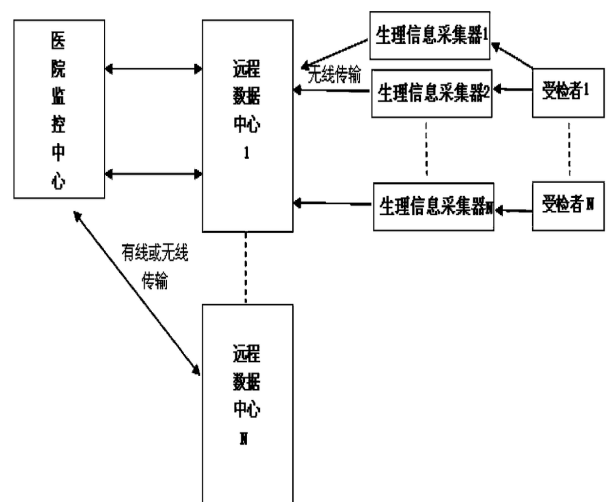 医
院
监
控
中
心
远程
数据
中心
1
无线传输
生理信息采集器1
生理信息采集器2
生理信息采集器N
受检者1
受检者N
有线或无线
传输
远程
数据
中心
N